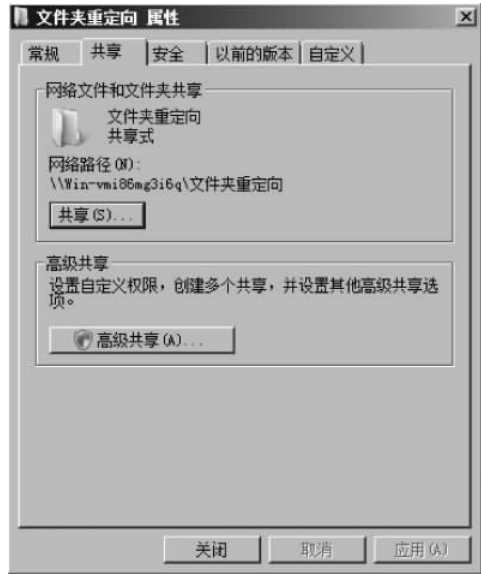 文件夹重定向 属性
常规 共享 安全 以前的版本 自定义
网络文件和文件夹共享
文件夹重定向
共享式
网络路径(N):
\\Win-vmi86mg3i6q\文件夹重定向
共享(S)...
高级共享
设置自定义权限，创建多个共享，并设置其他高级共享选
项。
高级共享(A)...
关闭 取消 应用(A)